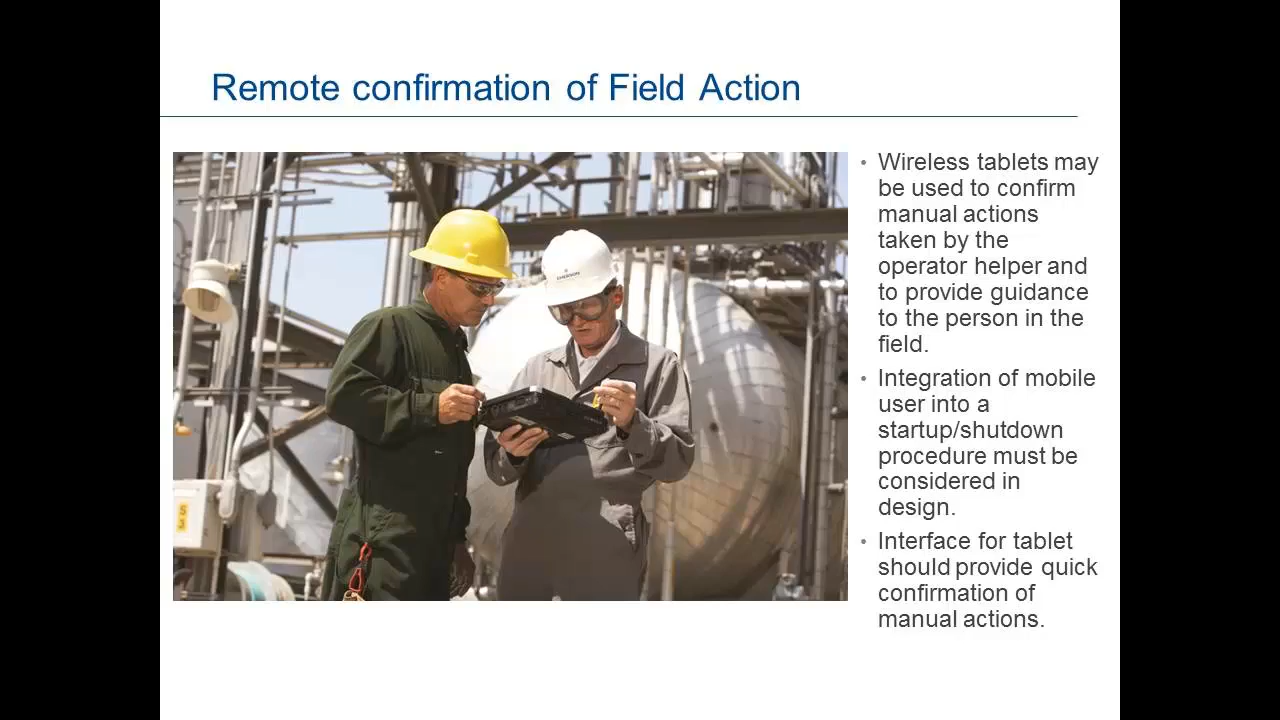 Remote confirmation of Field Action
• Wireless tablets may
be used to confirm
manual actions
taken by the
operator helper and
to provide guidance
to the person in the
field.
• Integration of mobile
user into a
startup/shutdown
procedure must be
considered in
design.
• Interface for tablet
should provide quick
confirmation of
manual actions.
EMERSON
S
3